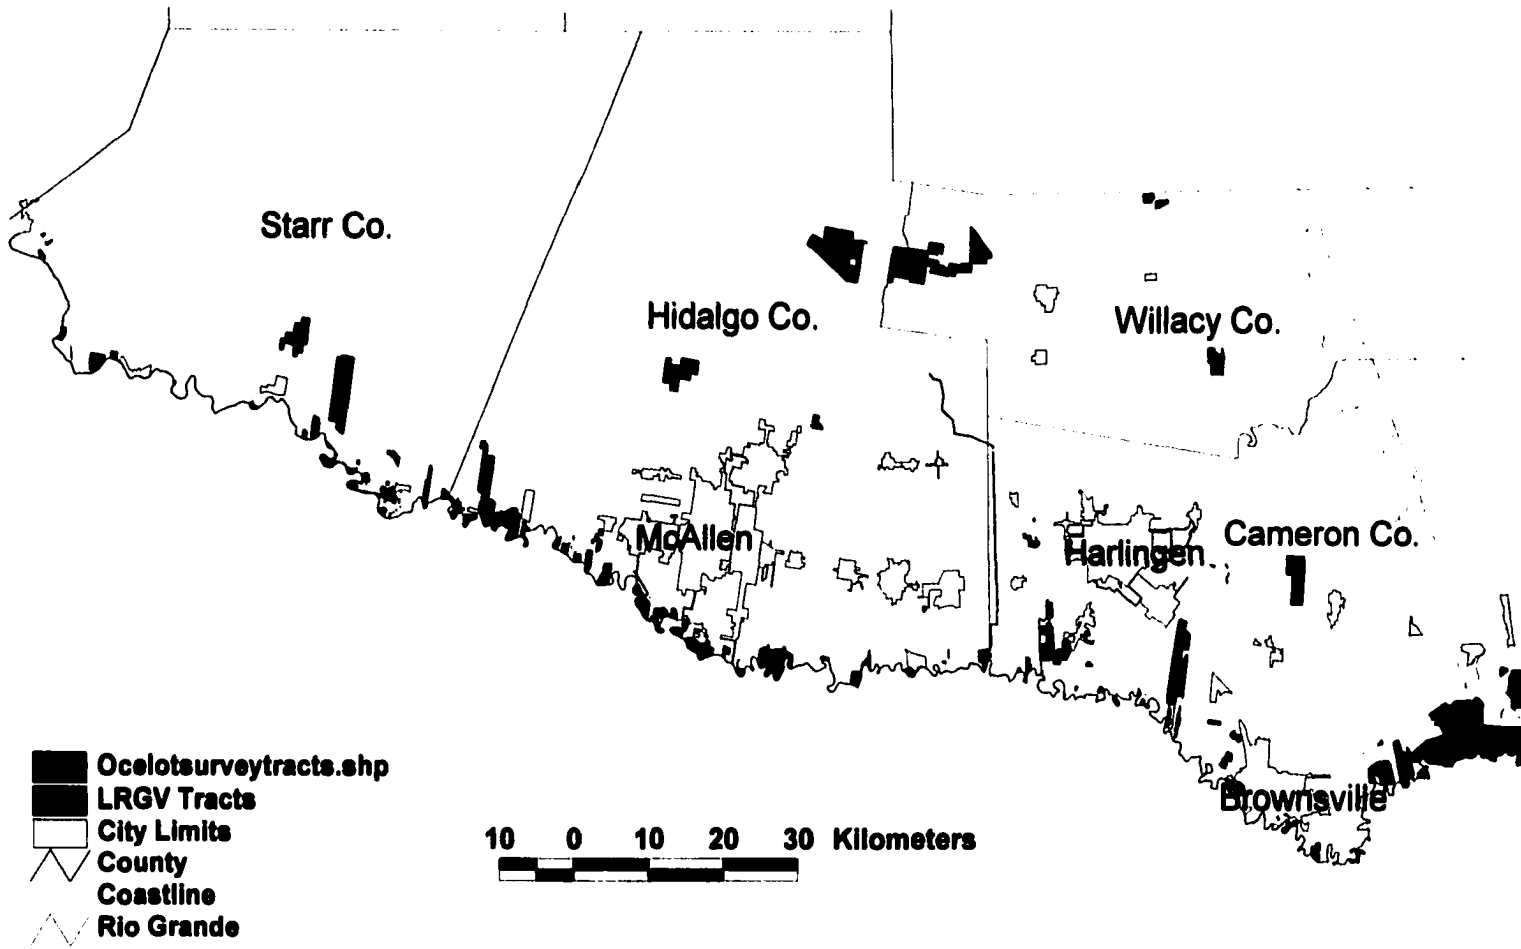 Starr Co.
Hidalgo Co.
Willacy Co.
McAllen
Harlingen
Cameron Co.
Brownsville
Ocelotsurveytracts.shp
LRGV Tracts
City Limits
County
Coastline
Rio Grande
10 0 10 20 30 Kilometers